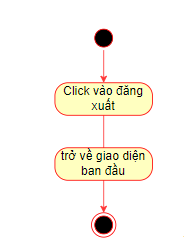 Click vào đăng
xuất
trở về giao diện
ban đầu